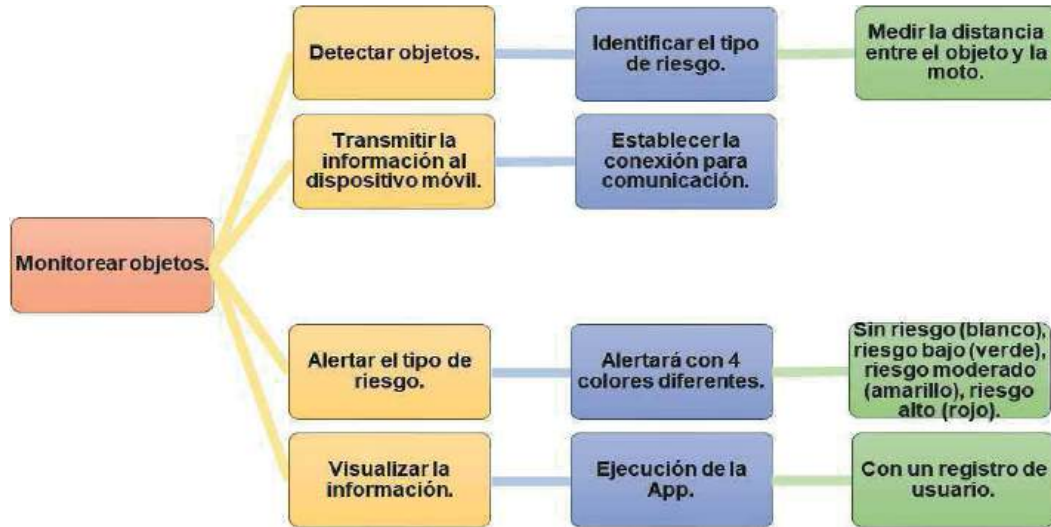 Detectar objetos.
Identificar el tipo
de riesgo.
Medir la distancia
entre el objeto y la
moto.
Transmitir la
información al
dispositivo móvil.
Establecer la
conexión para
comunicación.
Monitorear objetos.
Alertar el tipo de
riesgo.
Alertará con 4
colores diferentes.
Sin riesgo (blanco),
riesgo bajo (verde),
riesgo moderado
(amarillo), riesgo
alto (rojo).
Visualizar la
información.
Ejecución de la
App.
Con un registro de
usuario.